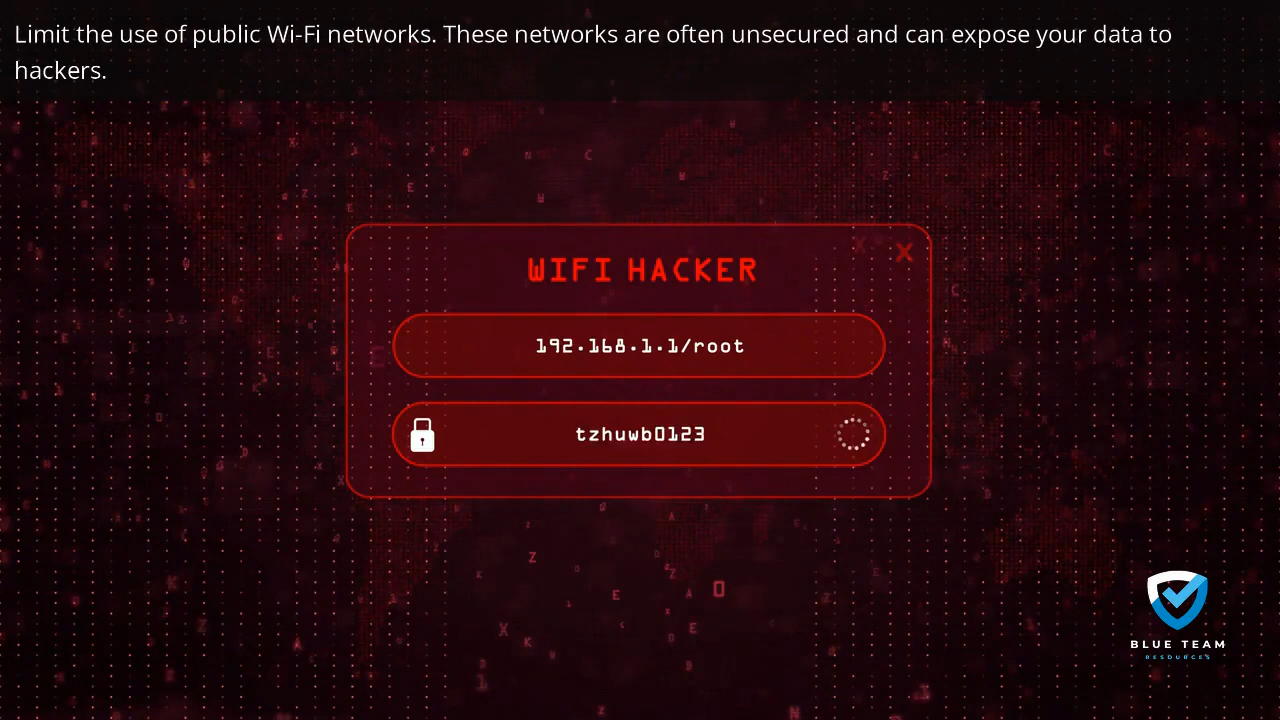 Limit the use of public Wi-Fi networks. These networks are often unsecured and can expose your data to
hackers.
X
WIFI HACKER
192.168.1.1/root
tzhuwb0123
BLUE TEAM
RESOURCES